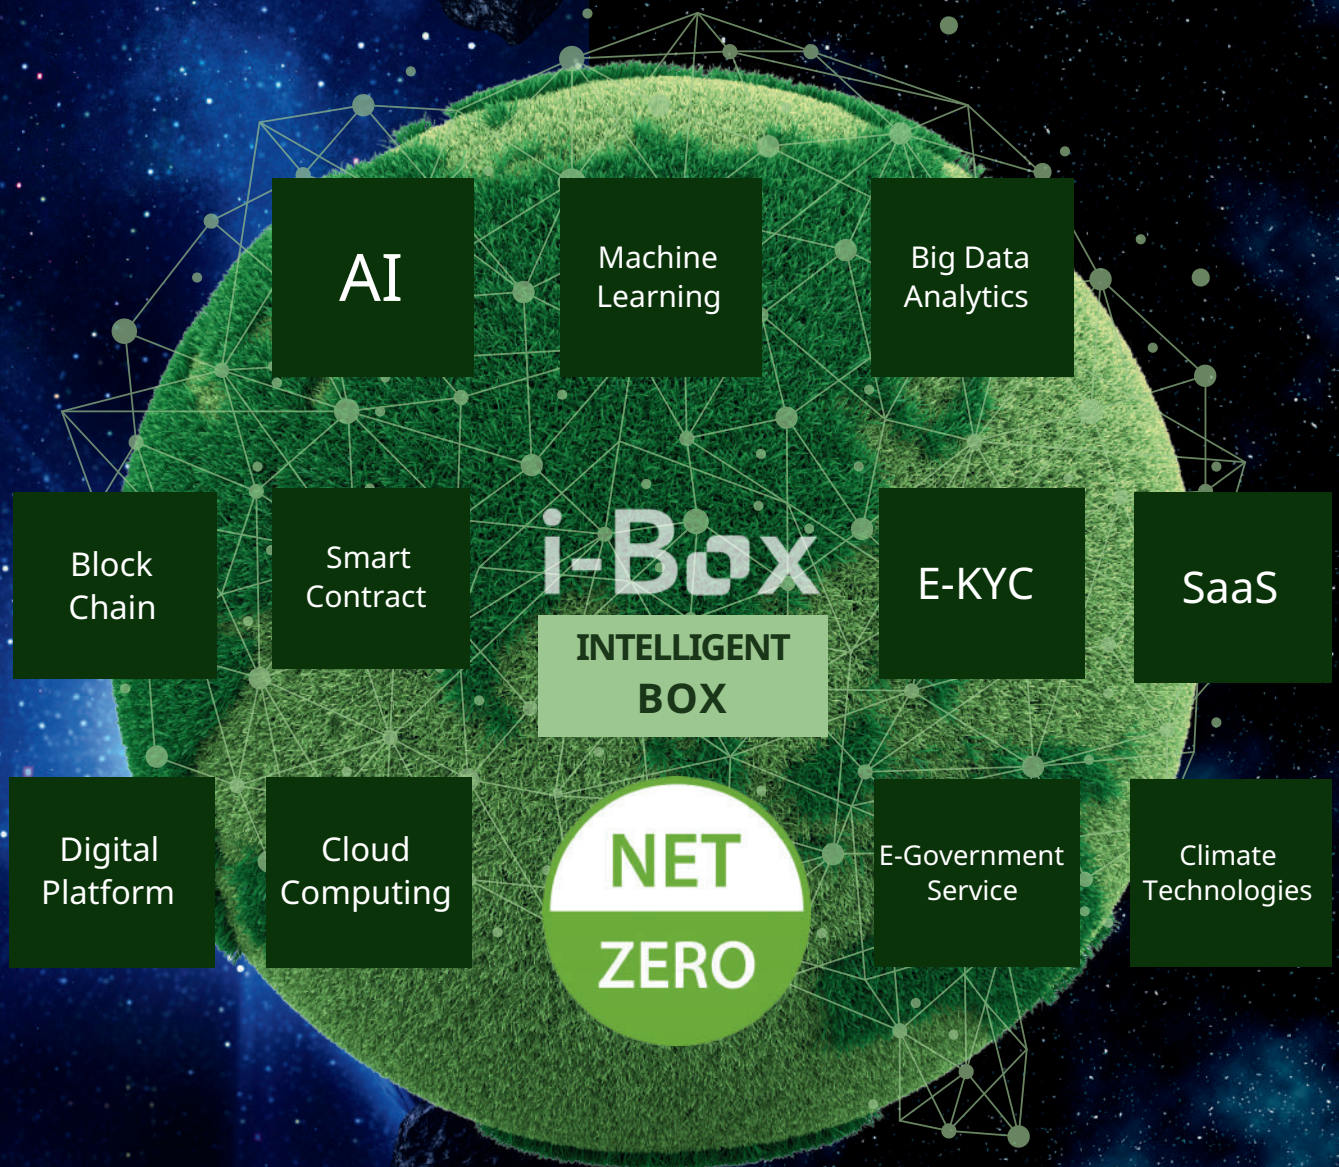 AI
Machine
Learning
Big Data
Analytics
Block
Chain
Smart
Contract
i-Box
INTELLIGENT
BOX
E-KYC
SaaS
Digital
Platform
Cloud
Computing
NET
ZERO
E-Government
Service
Climate
Technologies